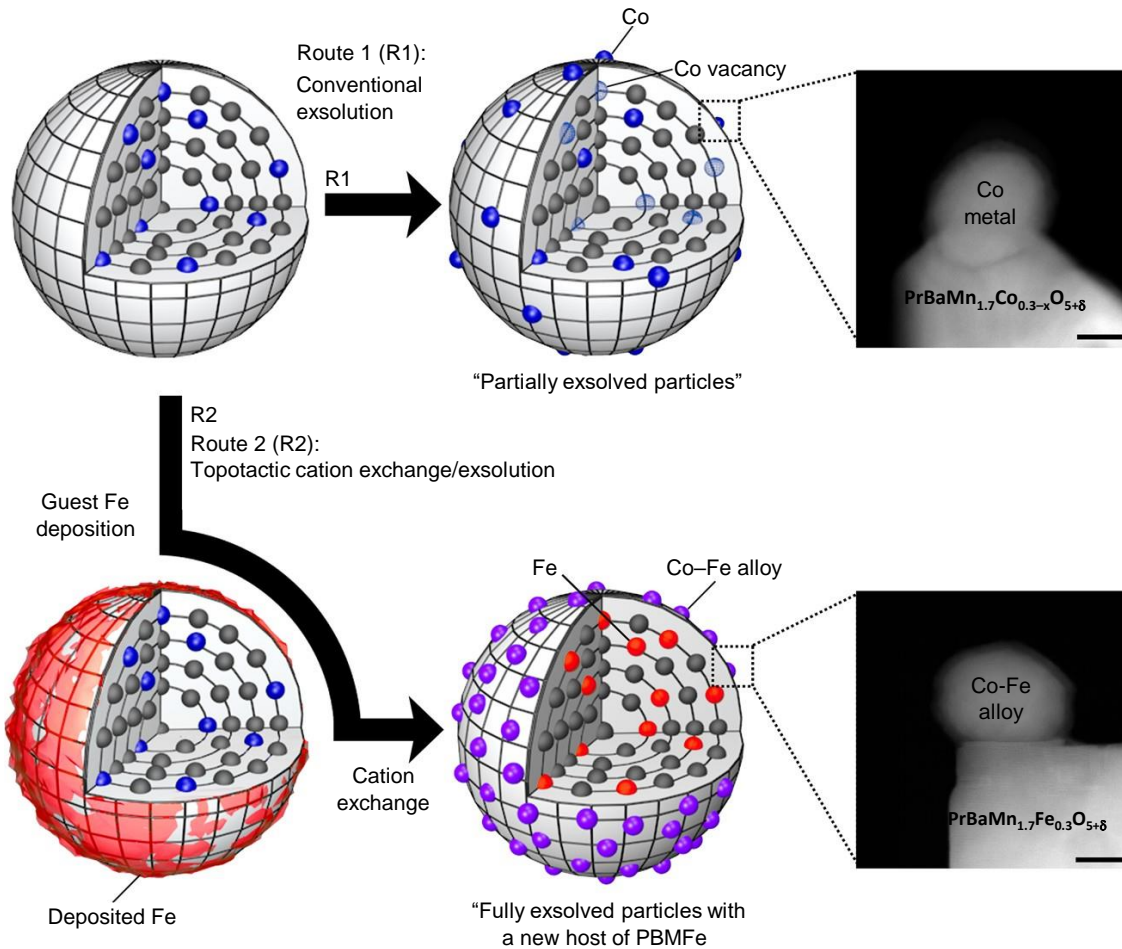 Route 1 (R1):
Conventional
exsolution
R1
Co
Co vacancy
Co
metal
PrBaMn1.7Co0.3–xO5+δ
“Partially exsolved particles”
R2
Route 2 (R2):
Topotactic cation exchange/exsolution
Guest Fe
deposition
Fe
Co–Fe alloy
Cation
exchange
Co-Fe
alloy
PrBaMn1.7Fe0.3O5+δ
Deposited Fe
“Fully exsolved particles with
a new host of PBMFe